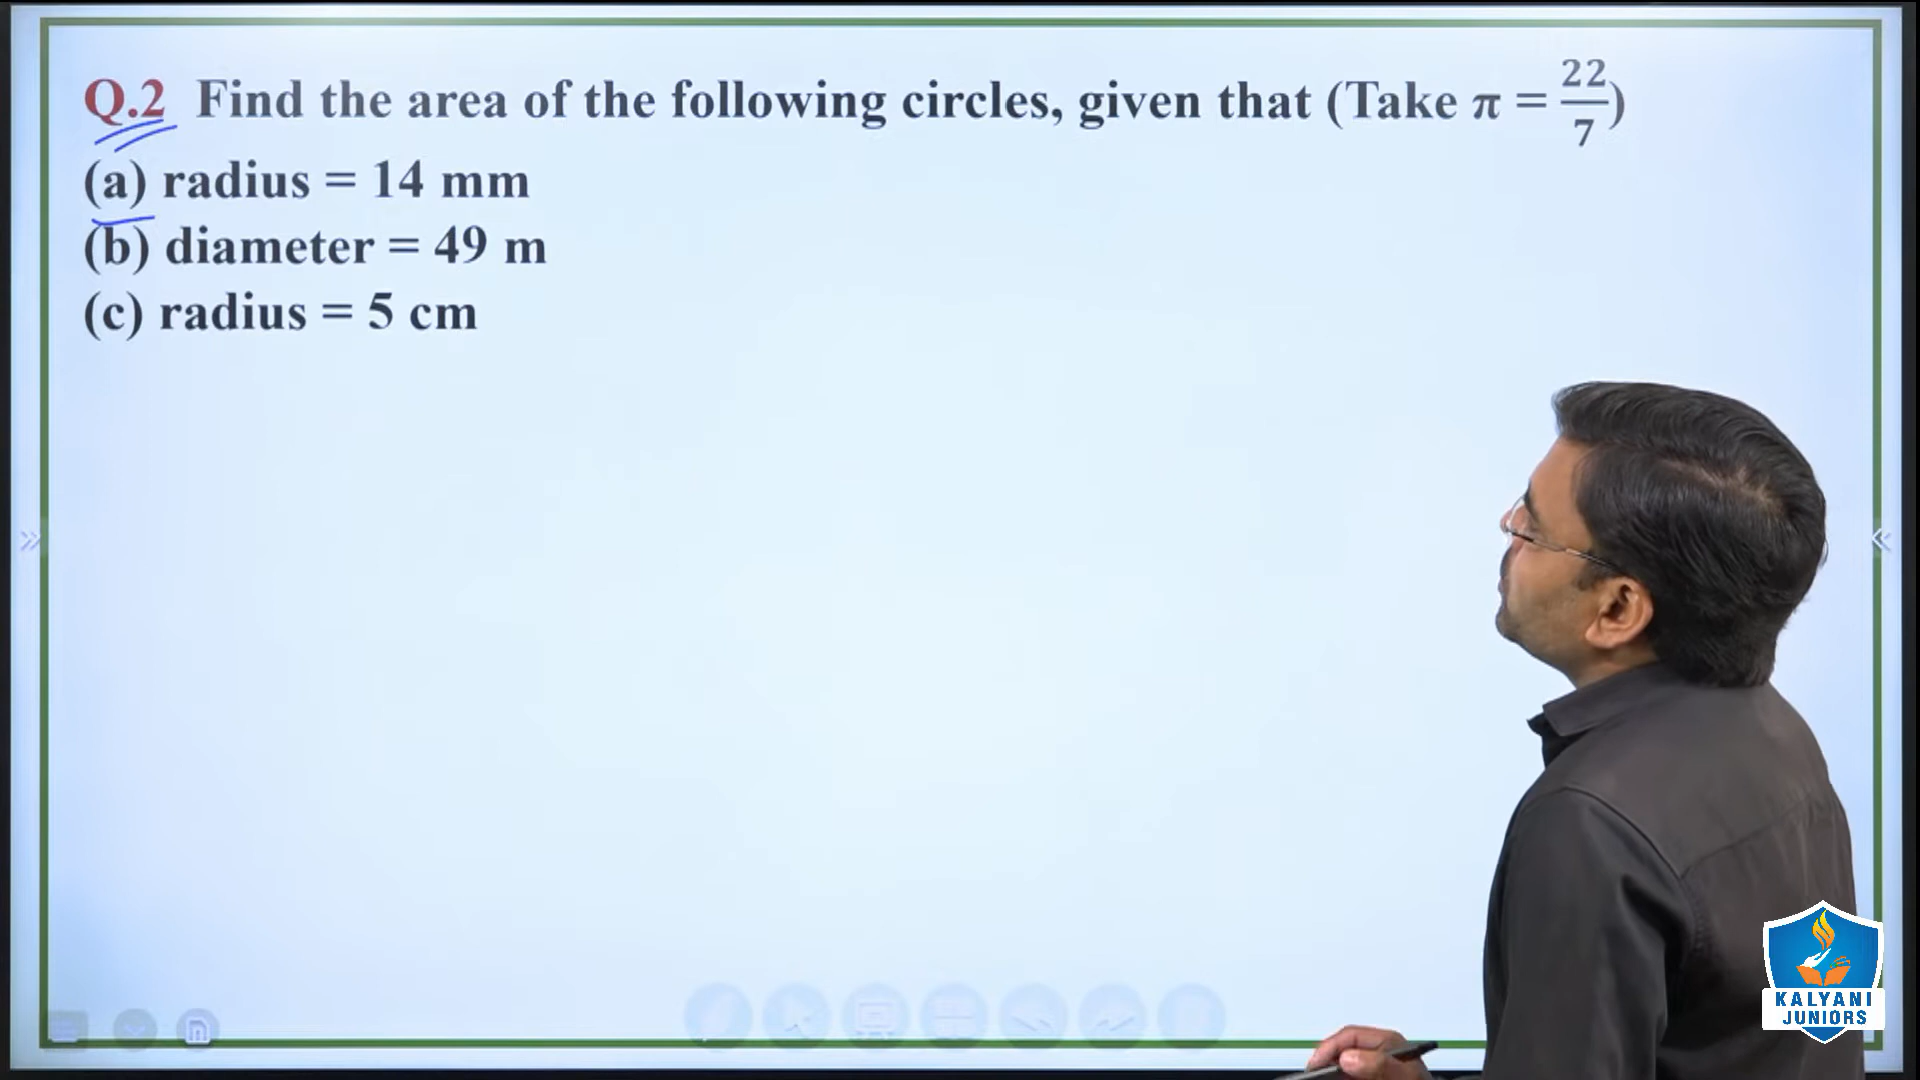 Q.2 Find the area of the following circles, given that (Take π = 22/7)
(a) radius = 14 mm
(b) diameter = 49 m
(c) radius = 5 cm
KALYANI
JUNIORS